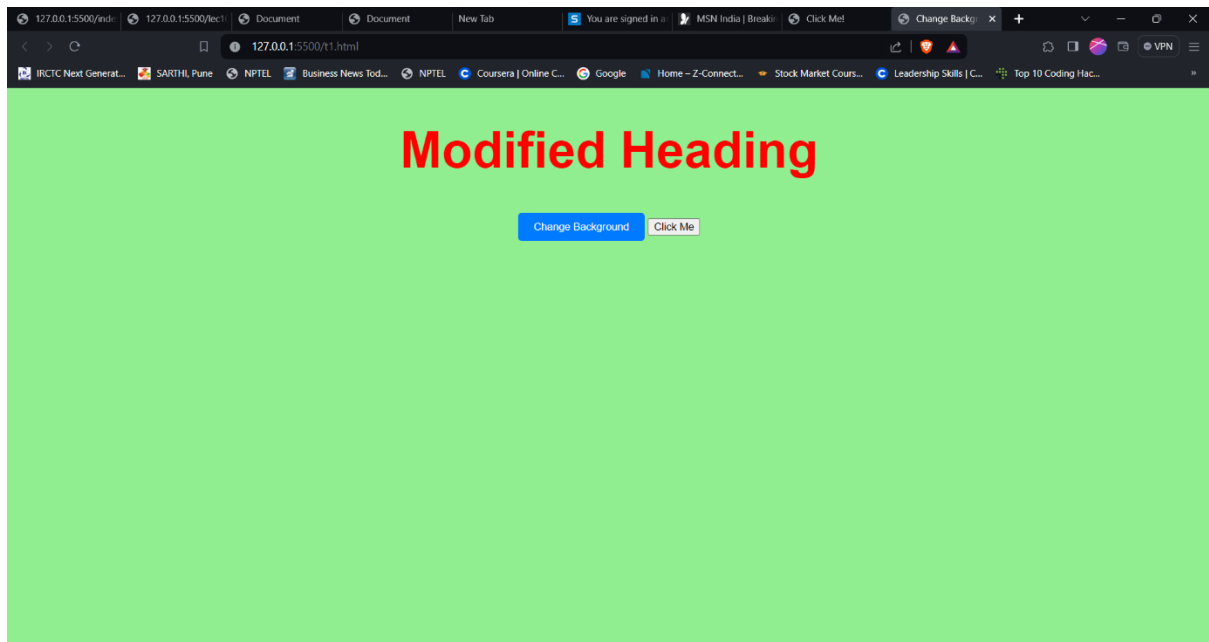 127.0.0.1:5500/inde 127.0.0.1:5500/lec1 Document Document New Tab You are signed in a MSN India | Breakin Click Me! Change Backgr
127.0.0.1:5500/t1.html VPN
IRCTC Next Generat... SARTHI, Pune NPTEL Business News Tod... NPTEL Coursera | Online C... Google Home – Z-Connect... Stock Market Cours... Leadership Skills | C... Top 10 Coding Hac...
Modified Heading
Change Background Click Me